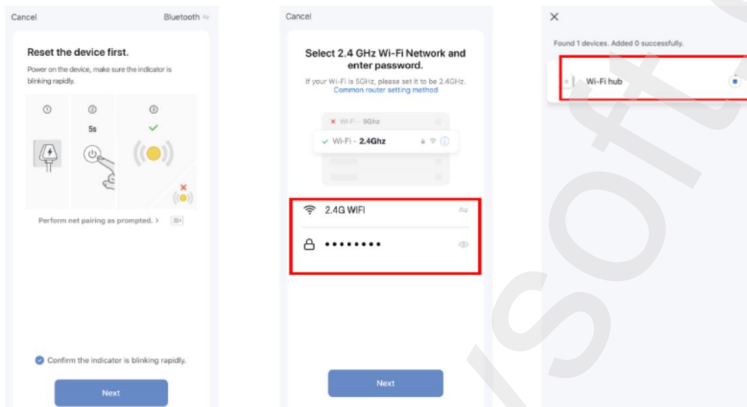 Cancel
Bluetooth
Reset the device first.
Power on the device, make sure the indicator is
blinking rapidly.
①
②
③
5s
Perform net pairing as prompted. >
Confirm the indicator is blinking rapidly.
Next
Cancel
Select 2.4 GHz Wi-Fi Network and
enter password.
If your Wi-Fi is 5GHz, please set it to be 2.4GHz.
Common router setting method
Wi-Fi - 5Ghz
Wi-Fi - 2.4Ghz
2.4G WIFI
Next
Found 1 devices. Added 0 successfully.
Wi-Fi hub